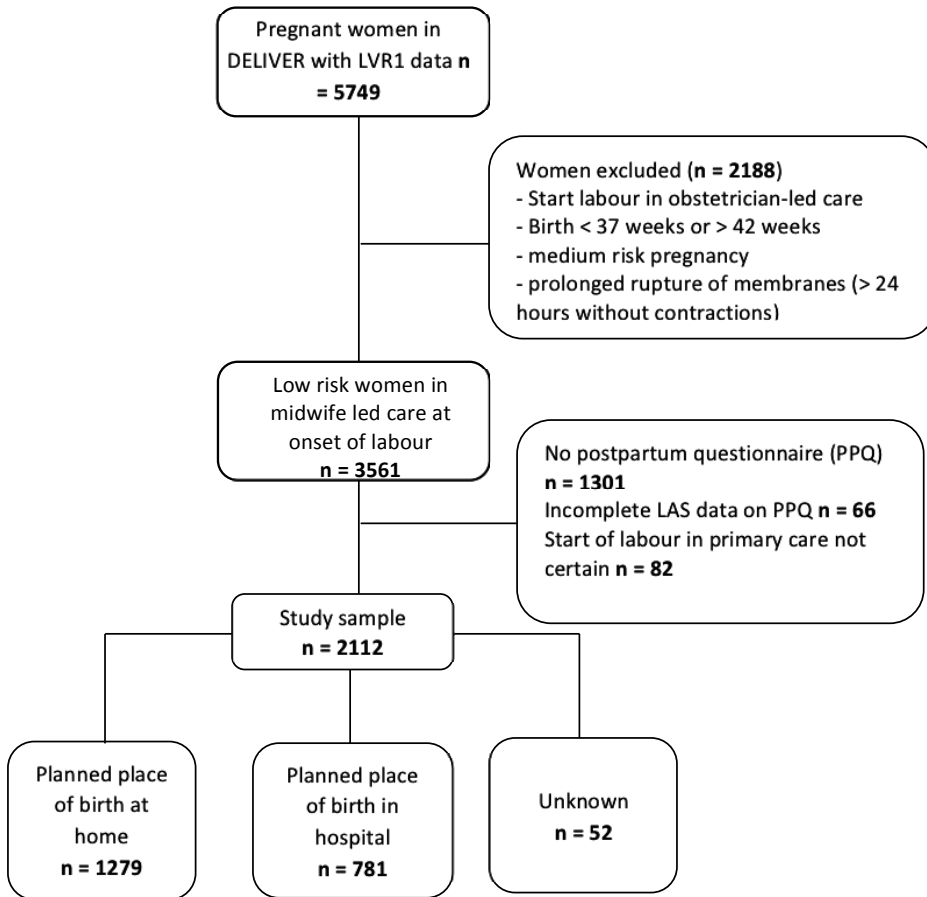 Pregnant women in
DELIVER with LVR1 data n
= 5749
Women excluded (n = 2188)
- Start labour in obstetrician-led care
- Birth < 37 weeks or > 42 weeks
- medium risk pregnancy
- prolonged rupture of membranes (> 24
hours without contractions)
Low risk women in
midwife led care at
onset of labour
n = 3561
No postpartum questionnaire (PPQ)
n = 1301
Incomplete LAS data on PPQ n = 66
Start of labour in primary care not
certain n = 82
Study sample
n = 2112
Planned place
of birth at
home
n = 1279
Planned place
of birth in
hospital
n = 781
Unknown
n = 52